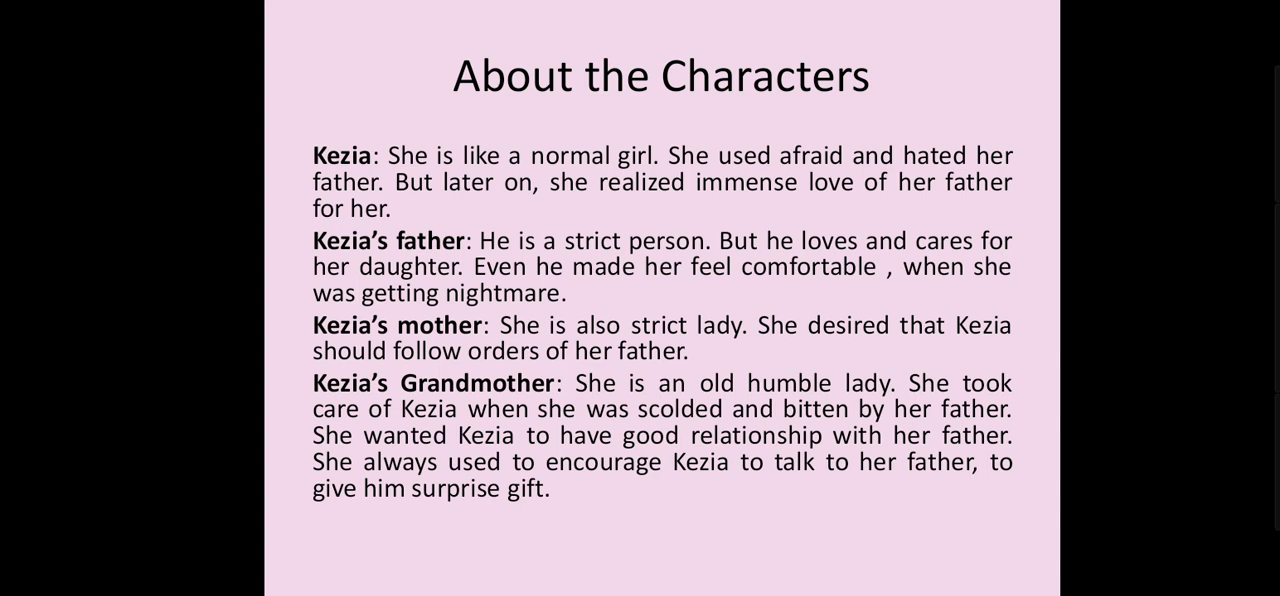 About the Characters
Kezia: She is like a normal girl. She used afraid and hated her
father. But later on, she realized immense love of her father
for her.
Kezia’s father: He is a strict person. But he loves and cares for
her daughter. Even he made her feel comfortable , when she
was getting nightmare.
Kezia’s mother: She is also strict lady. She desired that Kezia
should follow orders of her father.
Kezia’s Grandmother: She is an old humble lady. She took
care of Kezia when she was scolded and bitten by her father.
She wanted Kezia to have good relationship with her father.
She always used to encourage Kezia to talk to her father, to
give him surprise gift.